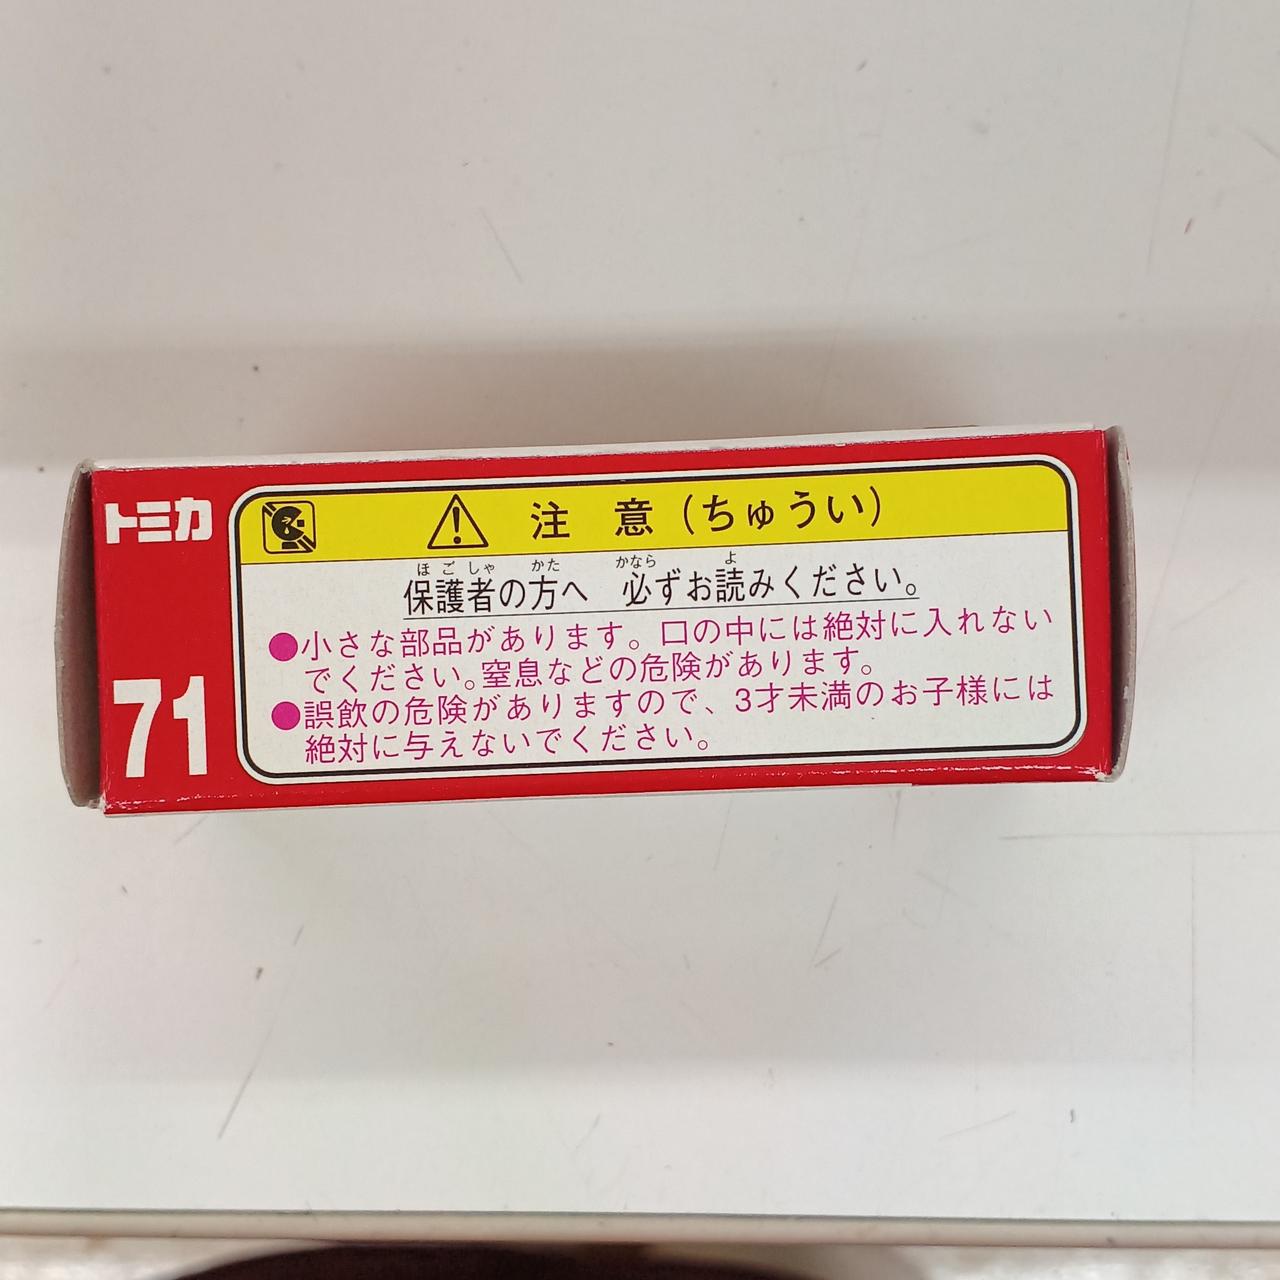 トミカ
71
注意（ちゅうい）
ほごしゃ かた かなら よ
保護者の方へ 必ずお読みください。
●小さな部品があります。口の中には絶対に入れない
でください。窒息などの危険があります。
●誤飲の危険がありますので、3才未満のお子様には
絶対に与えないでください。